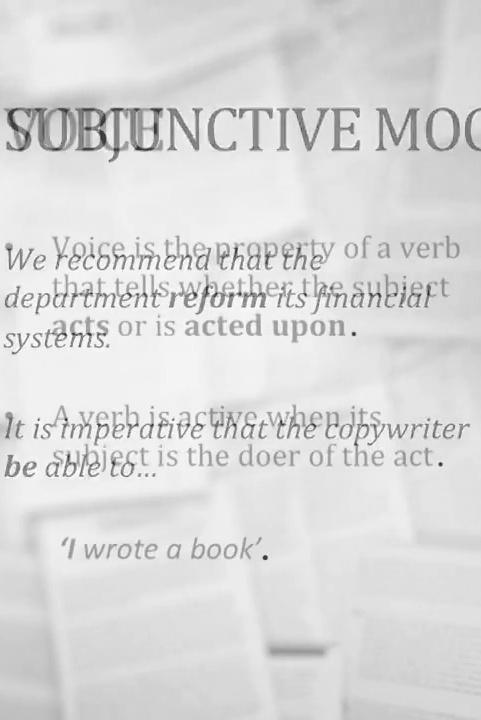 SUBJUNCTIVE MOO
VOICE
• Voice is the property of a verb
We recommend that the
that tells whether the subject
department reform its financial
acts or is acted upon.
systems.
• A verb is active when its
It is imperative that the copywriter
subject is the doer of the act.
be able to...
‘I wrote a book’.